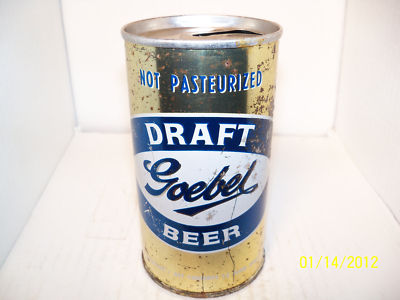 NOT PASTEURIZED
DRAFT
Goebel
BEER
01/14/2012